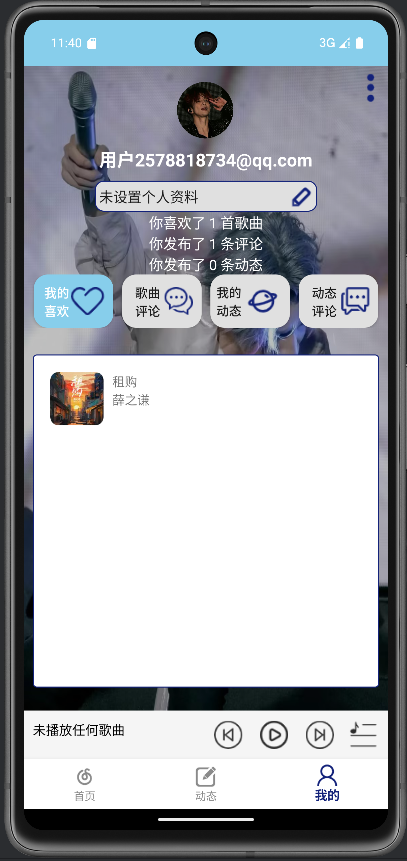 11:40
3G
用户2578818734@qq.com
未设置个人资料
你喜欢了 1 首歌曲
你发布了 1 条评论
你发布了 0 条动态
我的
喜欢
歌曲
评论
我的
动态
动态
评论
租购
薛之谦
未播放任何歌曲
首页
动态
我的